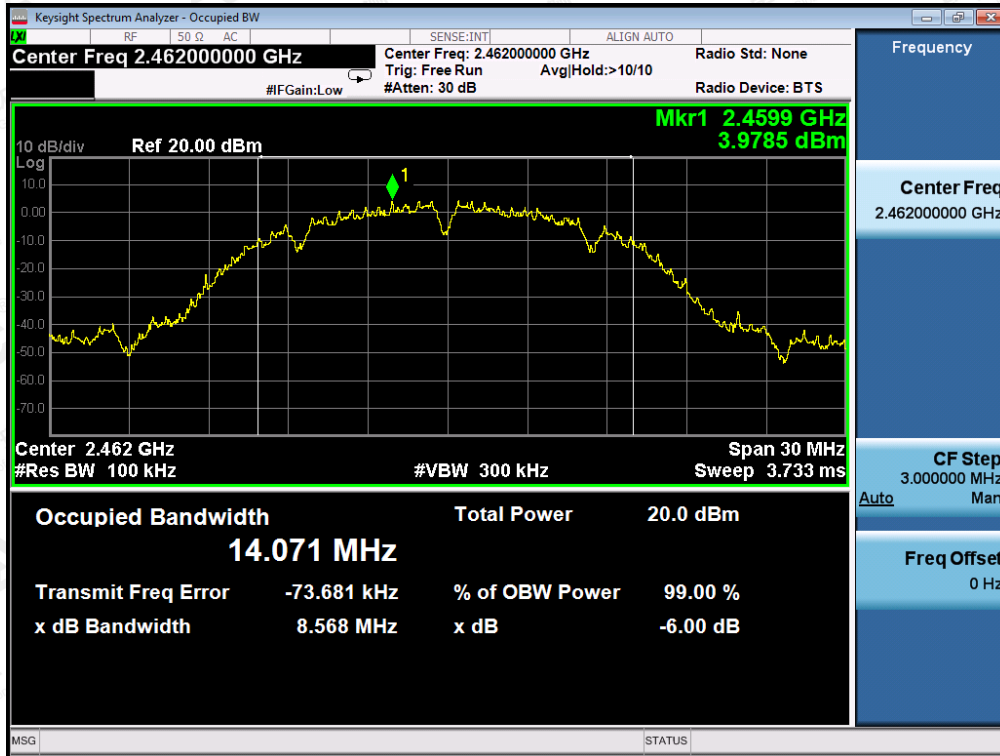 Keysight Spectrum Analyzer - Occupied BW
LXI RF 50 Ω AC SENSE:INT ALIGN AUTO
Center Freq 2.462000000 GHz
Center Freq: 2.462000000 GHz Radio Std: None
Trig: Free Run Avg|Hold:>10/10
#IFGain:Low #Atten: 30 dB Radio Device: BTS
Mkr1 2.4599 GHz
3.9785 dBm
10 dB/div Ref 20.00 dBm
Log
1
10.0
0.00
-10.0
-20.0
-30.0
-40.0
-50.0
-60.0
-70.0
Center 2.462 GHz Span 30 MHz
#Res BW 100 kHz #VBW 300 kHz Sweep 3.733 ms
Occupied Bandwidth Total Power 20.0 dBm
14.071 MHz
Transmit Freq Error -73.681 kHz % of OBW Power 99.00 %
x dB Bandwidth 8.568 MHz x dB -6.00 dB
MSG STATUS
Frequency
Center Freq
2.462000000 GHz
CF Step
3.000000 MHz
Auto Man
Freq Offset
0 Hz